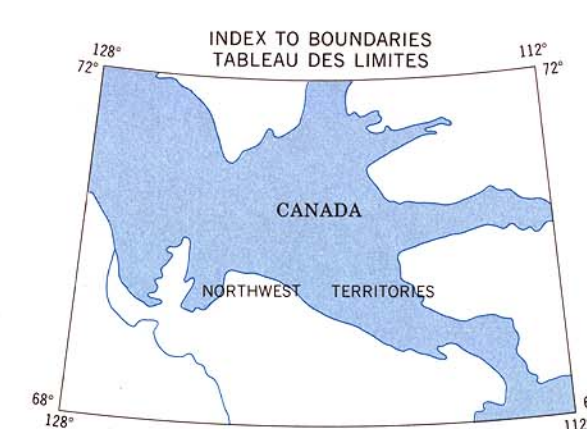 INDEX TO BOUNDARIES
TABLEAU DES LIMITES
128° 112°
72° 72°
CANADA
NORTHWEST TERRITORIES
68°
128°